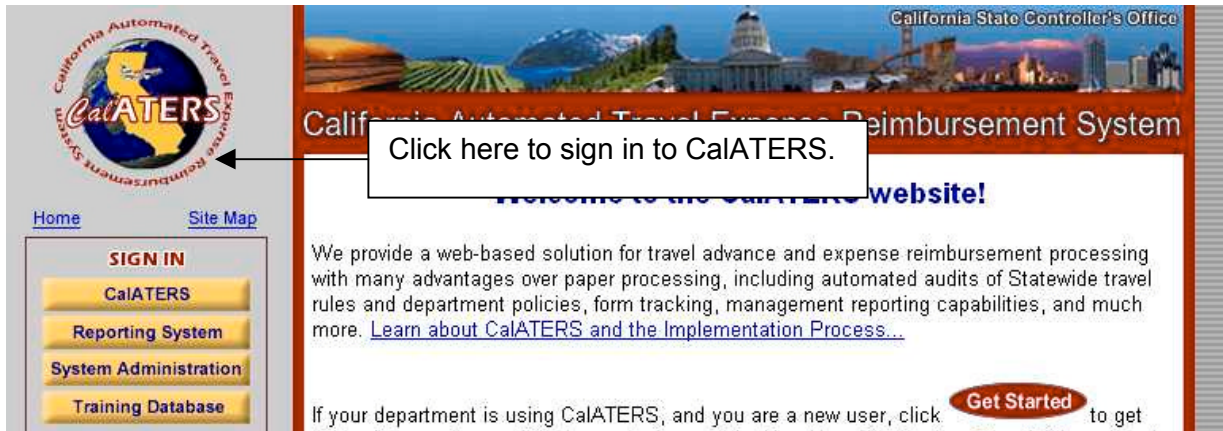 California Automated Travel Expense
Reimbursement System
CalATERS
Home Site Map
SIGN IN
CalATERS
Reporting System
System Administration
Training Database
California State Controller's Office
California Automated Travel Expense Reimbursement System
Click here to sign in to CalATERS.
Welcome to the CalATERS website!
We provide a web-based solution for travel advance and expense reimbursement processing
with many advantages over paper processing, including automated audits of Statewide travel
rules and department policies, form tracking, management reporting capabilities, and much
more. Learn about CalATERS and the Implementation Process...
If your department is using CalATERS, and you are a new user, click Get Started to get